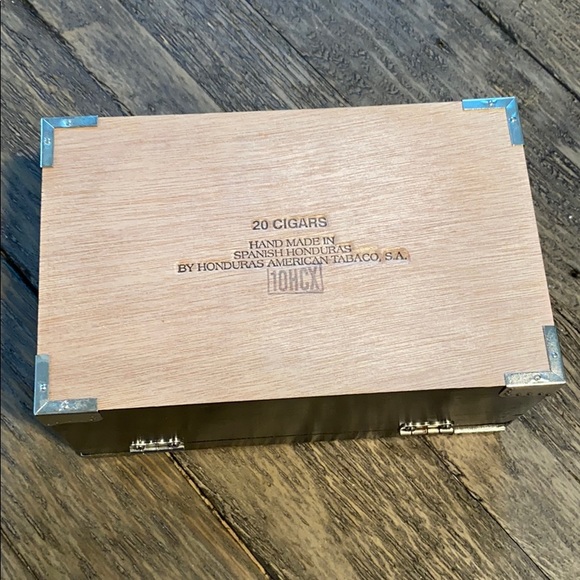 20 CIGARS
HAND MADE IN
SPANISH HONDURAS
BY HONDURAS AMERICAN TABACO, S.A.
10HCX